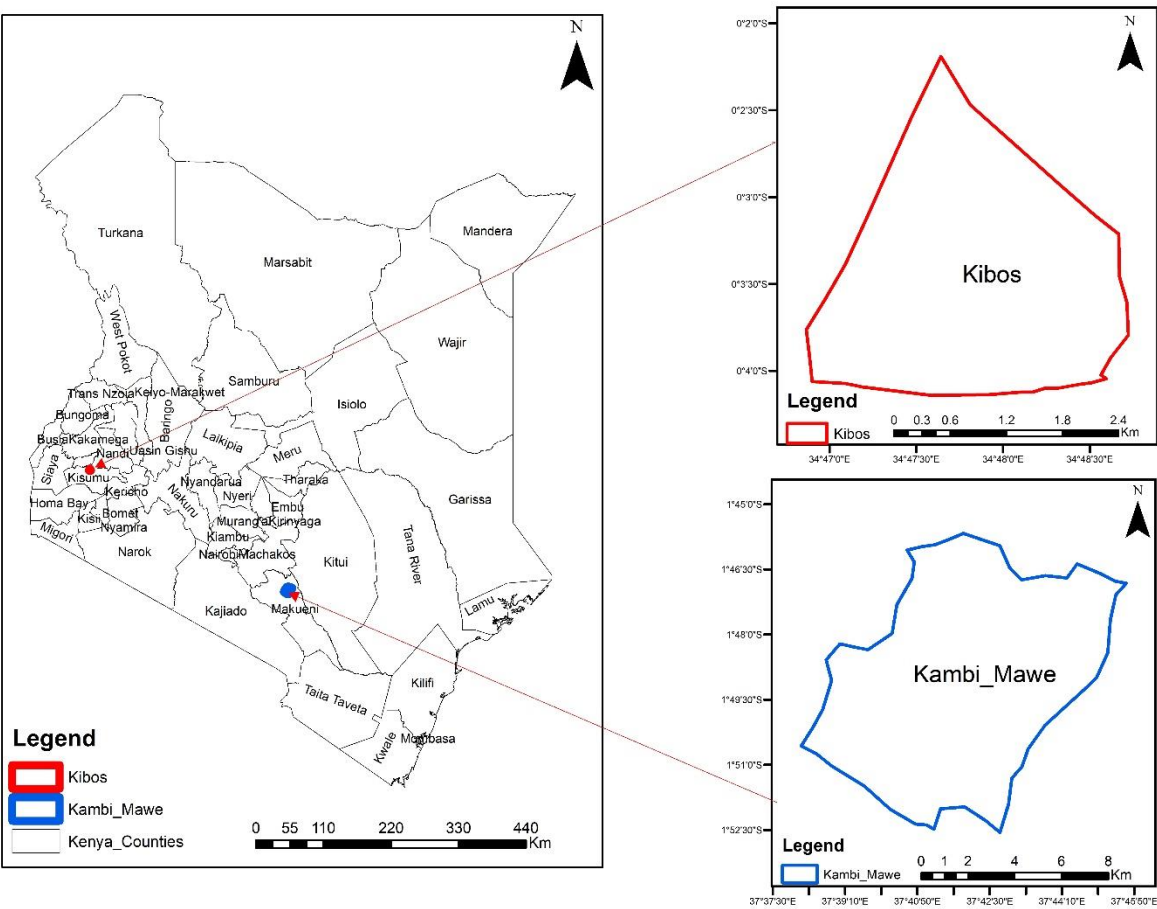 N
Turkana
Mandera
Marsabit
Wajir
West Pokot
Samburu
Trans Nzoia
Keiyo-Marakwet
Isiolo
Bungoma
Baringo
Busia
Kakamega
Laikipia
Nandi
Uasin Gishu
Meru
Siaya
Kisumu
Tharaka
Kericho
Nyandarua
Nyeri
Garissa
Homa Bay
Nakuru
Embu
Kisii
Bomet
Murang'a
Kirinyaga
Nyamira
Migori
Kiambu
Tana River
Narok
Nairobi
Machakos
Kitui
Kajiado
Makueni
Lamu
Kilifi
Taita Taveta
Kwale
Mombasa
Legend
Kibos
Kambi_Mawe
Kenya_Counties
0 55 110 220 330 440
Km
N
0°2'0"S
0°2'30"S
0°3'0"S
0°3'30"S
0°4'0"S
Kibos
Legend
Kibos
0 0.3 0.6 1.2 1.8 2.4
Km
34°47'0"E 34°47'30"E 34°48'0"E 34°48'30"E
N
1°45'0"S
1°46'30"S
1°48'0"S
1°49'30"S
1°51'0"S
1°52'30"S
Kambi_Mawe
Legend
Kambi_Mawe
0 1 2 4 6 8
Km
37°37'30"E 37°39'10"E 37°40'50"E 37°42'30"E 37°44'10"E 37°45'50"E